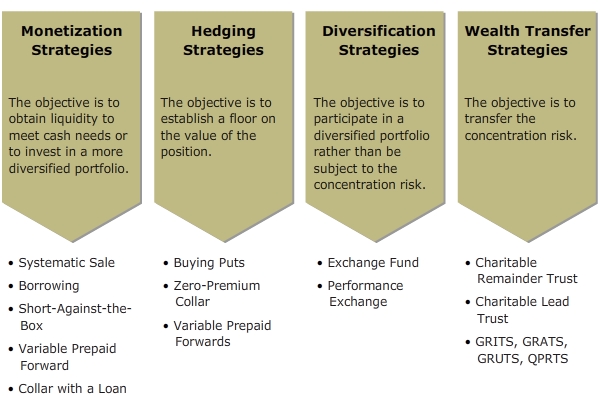 Monetization
Strategies
The objective is to
obtain liquidity to
meet cash needs or
to invest in a more
diversified portfolio.
• Systematic Sale
• Borrowing
• Short-Against-the-
Box
• Variable Prepaid
Forward
• Collar with a Loan
Hedging
Strategies
The objective is to
establish a floor on
the value of the
position.
• Buying Puts
• Zero-Premium
Collar
• Variable Prepaid
Forwards
Diversification
Strategies
The objective is to
participate in a
diversified portfolio
rather than be
subject to the
concentration risk.
• Exchange Fund
• Performance
Exchange
Wealth Transfer
Strategies
The objective is to
transfer the
concentration risk.
• Charitable
Remainder Trust
• Charitable Lead
Trust
• GRITS, GRATS,
GRUTS, QPRTS